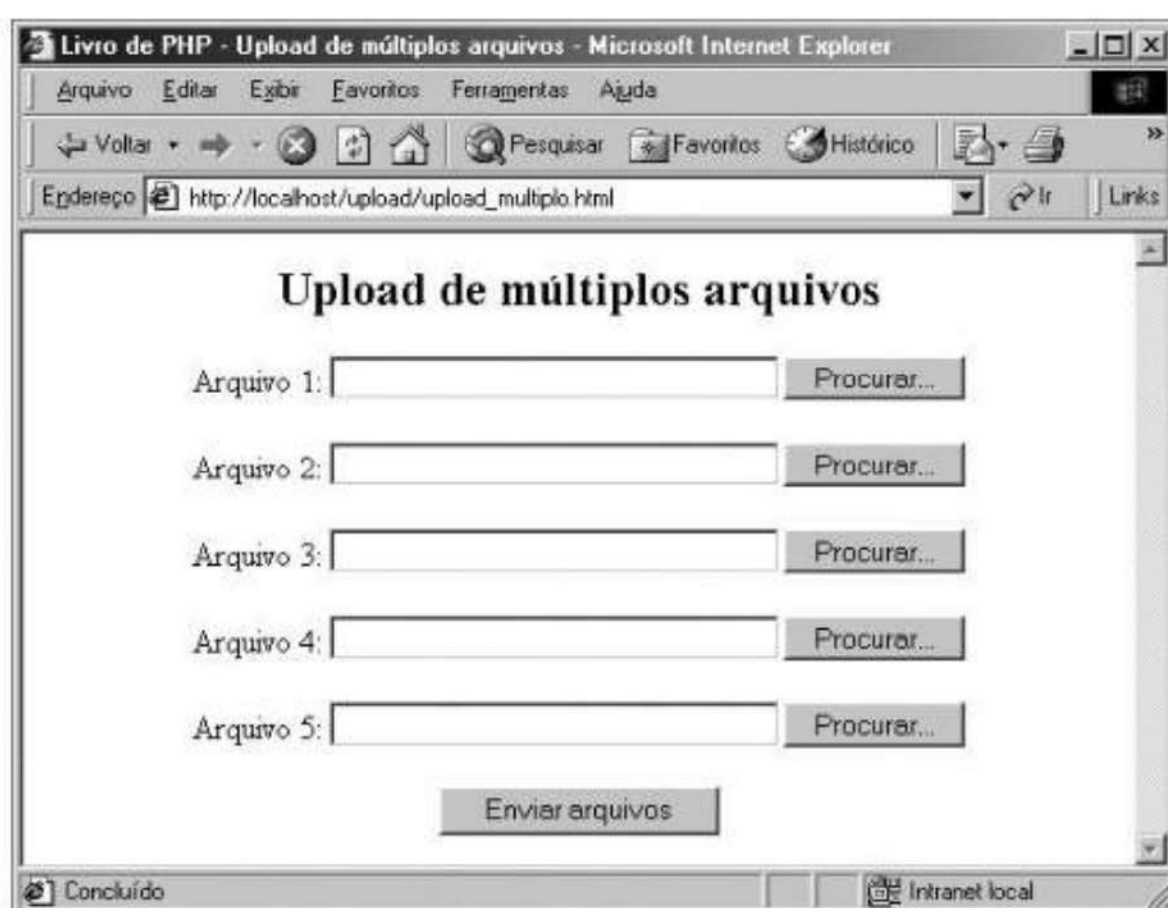 Livro de PHP - Upload de múltiplos arquivos - Microsoft Internet Explorer
Arquivo Editar Exibir Favoritos Ferramentas Ajuda
Voltar Pesquisar Favoritos Histórico »
Endereço http://localhost/upload/upload_multiplo.html Ir Links
Upload de múltiplos arquivos
Arquivo 1: Procurar...
Arquivo 2: Procurar...
Arquivo 3: Procurar...
Arquivo 4: Procurar...
Arquivo 5: Procurar...
Enviar arquivos
Concluído Intranet local